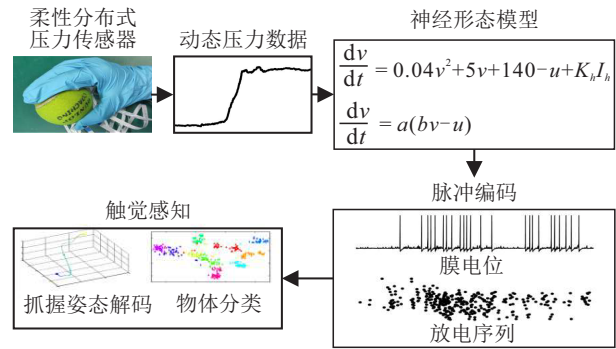 柔性分布式
压力传感器
动态压力数据
神经形态模型
dv/dt = 0.04v²+5v+140−u+KₕIₕ
dv/dt = a(bv−u)
脉冲编码
膜电位
放电序列
触觉感知
抓握姿态解码
物体分类